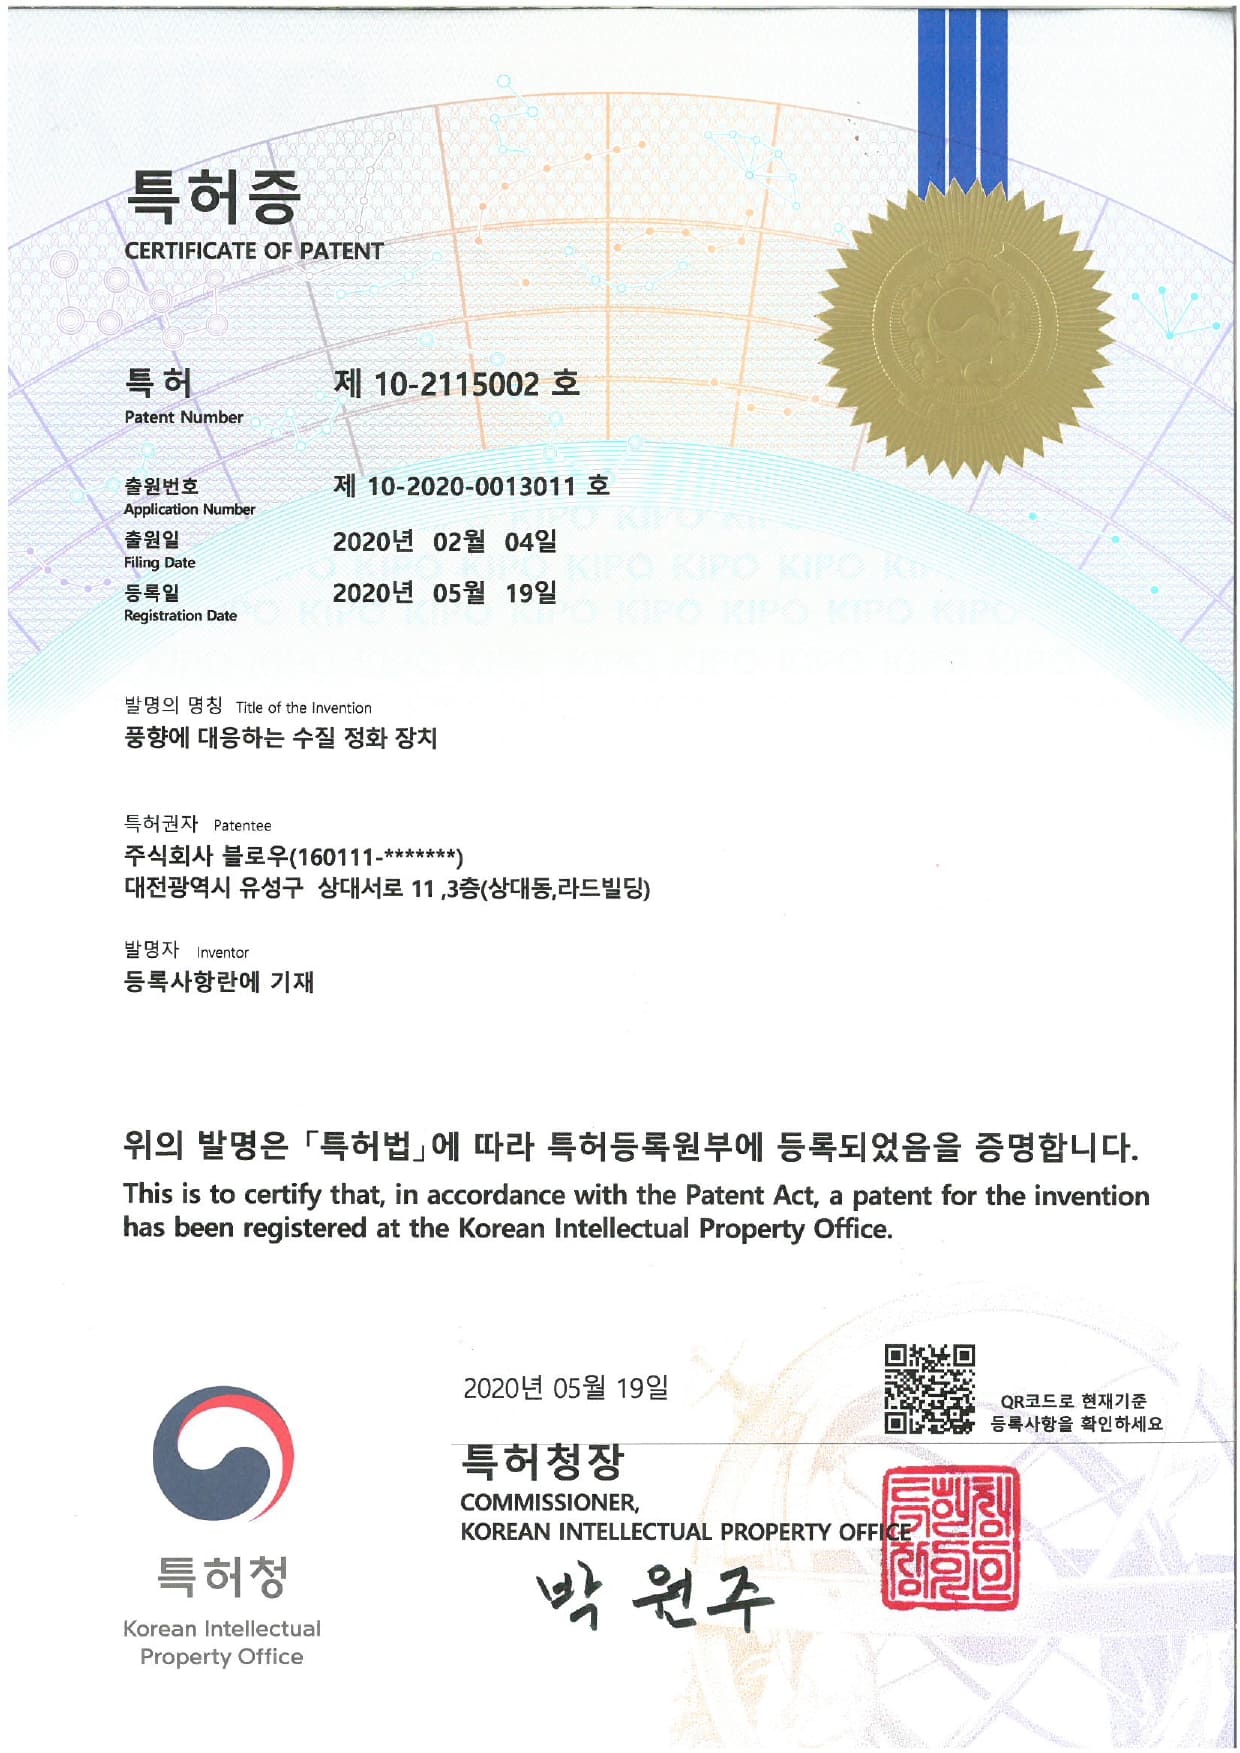 특허증
CERTIFICATE OF PATENT
특 허 제 10-2115002 호
Patent Number
출원번호 제 10-2020-0013011 호
Application Number
출원일 2020년 02월 04일
Filing Date
등록일 2020년 05월 19일
Registration Date
KIPO KIPO KIPO KIPO KIPO
발명의 명칭 Title of the Invention
풍향에 대응하는 수질 정화 장치
특허권자 Patentee
주식회사 블로우(160111-*******)
대전광역시 유성구 상대서로 11 ,3층(상대동,라드빌딩)
발명자 Inventor
등록사항란에 기재
위의 발명은 「특허법」에 따라 특허등록원부에 등록되었음을 증명합니다.
This is to certify that, in accordance with the Patent Act, a patent for the invention
has been registered at the Korean Intellectual Property Office.
2020년 05월 19일
QR코드로 현재기준
등록사항을 확인하세요
특허청장
COMMISSIONER,
KOREAN INTELLECTUAL PROPERTY OFFICE
박 원 주
특허청
Korean Intellectual
Property Office